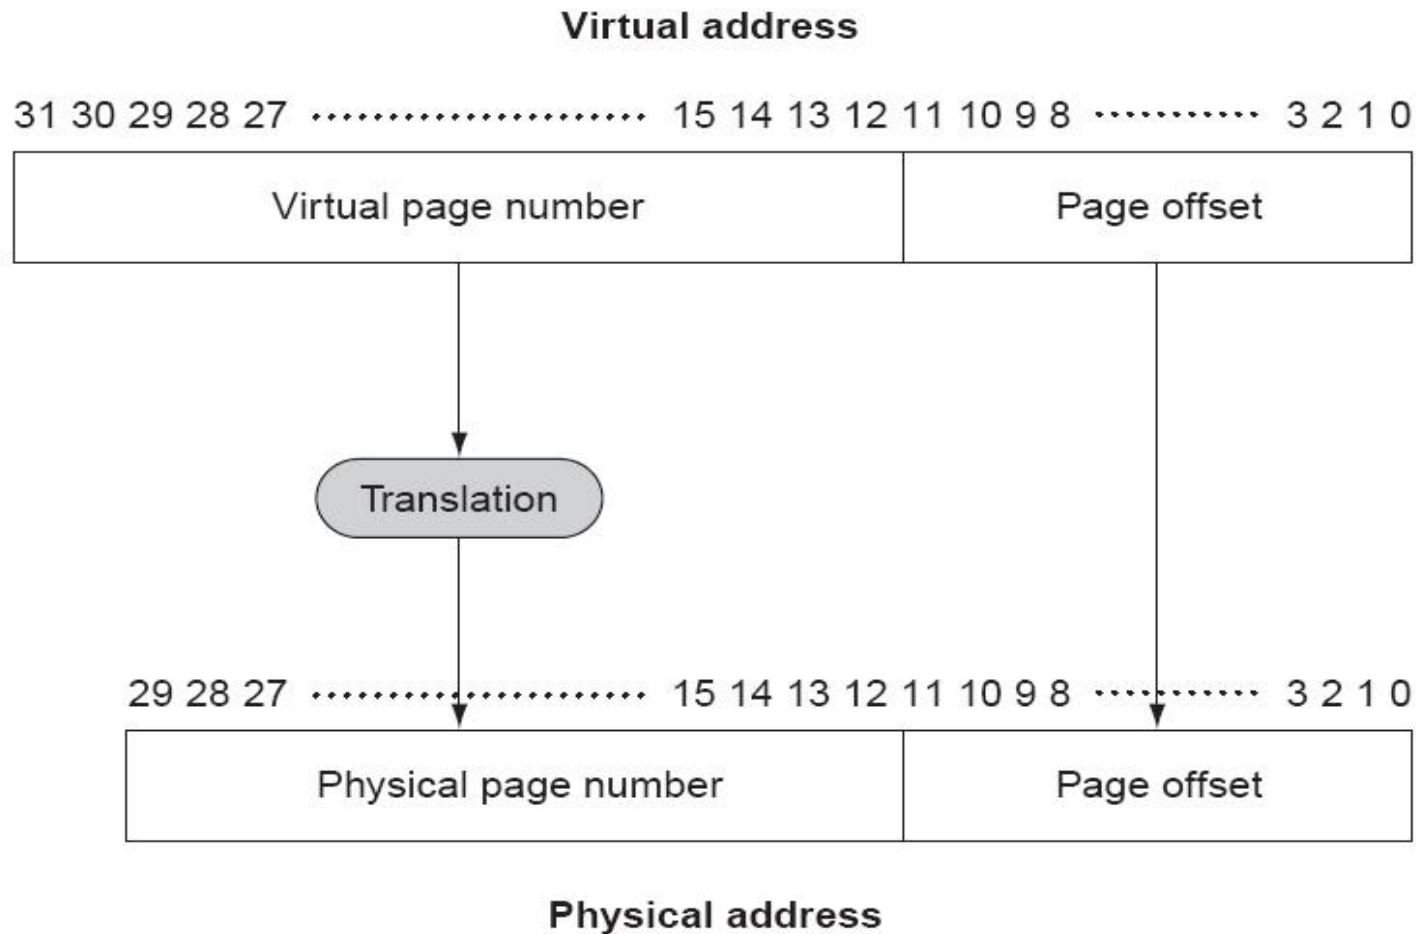 Virtual address
31 30 29 28 27 ..................... 15 14 13 12 11 10 9 8 .......... 3 2 1 0
Virtual page number Page offset
Translation
29 28 27 ..................... 15 14 13 12 11 10 9 8 .......... 3 2 1 0
Physical page number Page offset
Physical address